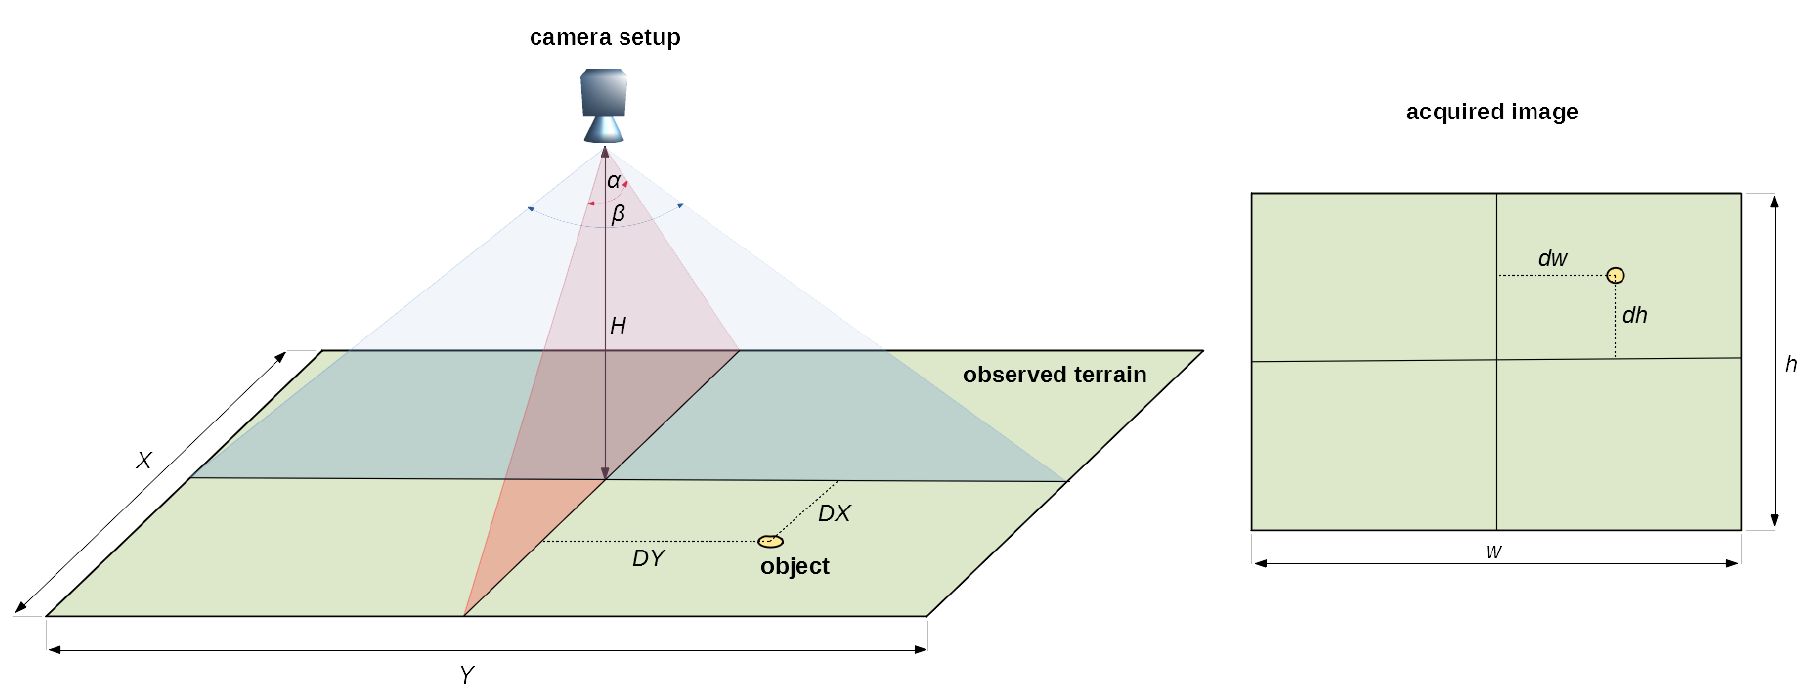 camera setup
acquired image
α
β
dw
dh
H
h
observed terrain
X
DX
DY
object
w
Y